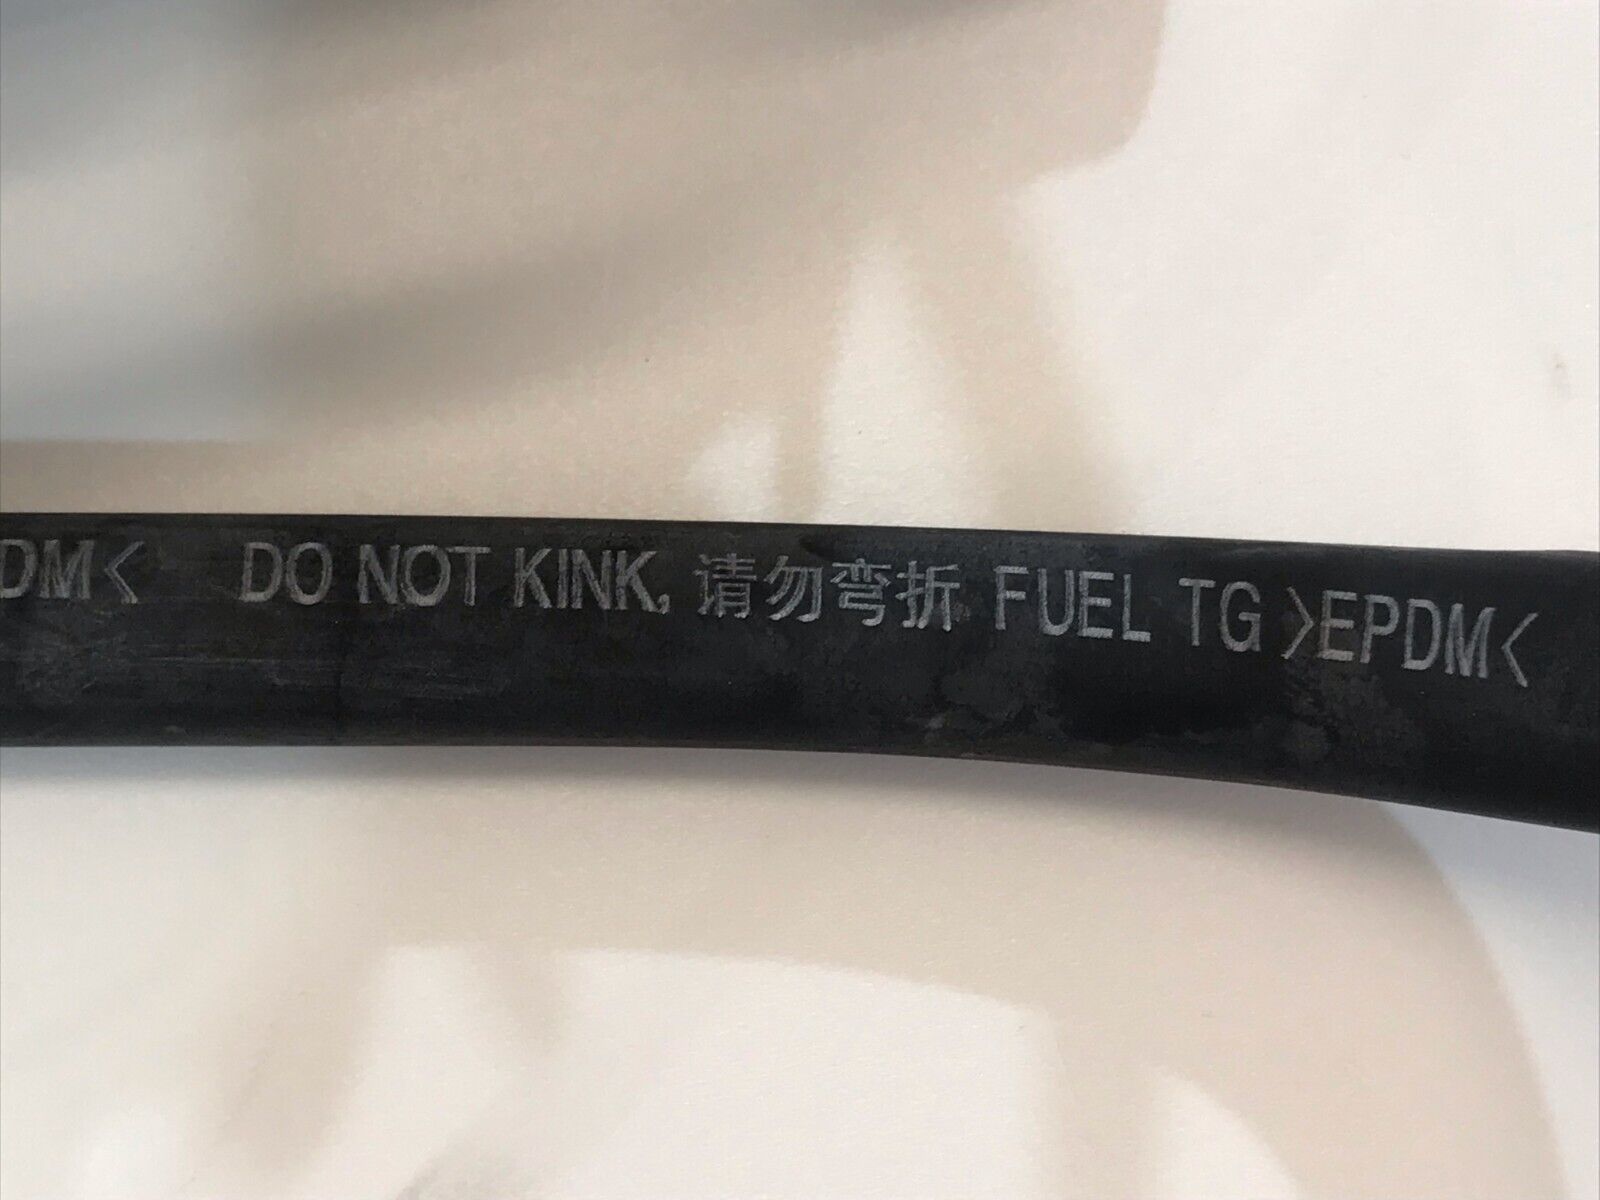 DM< DO NOT KINK, 请勿弯折 FUEL TG >EPDM<